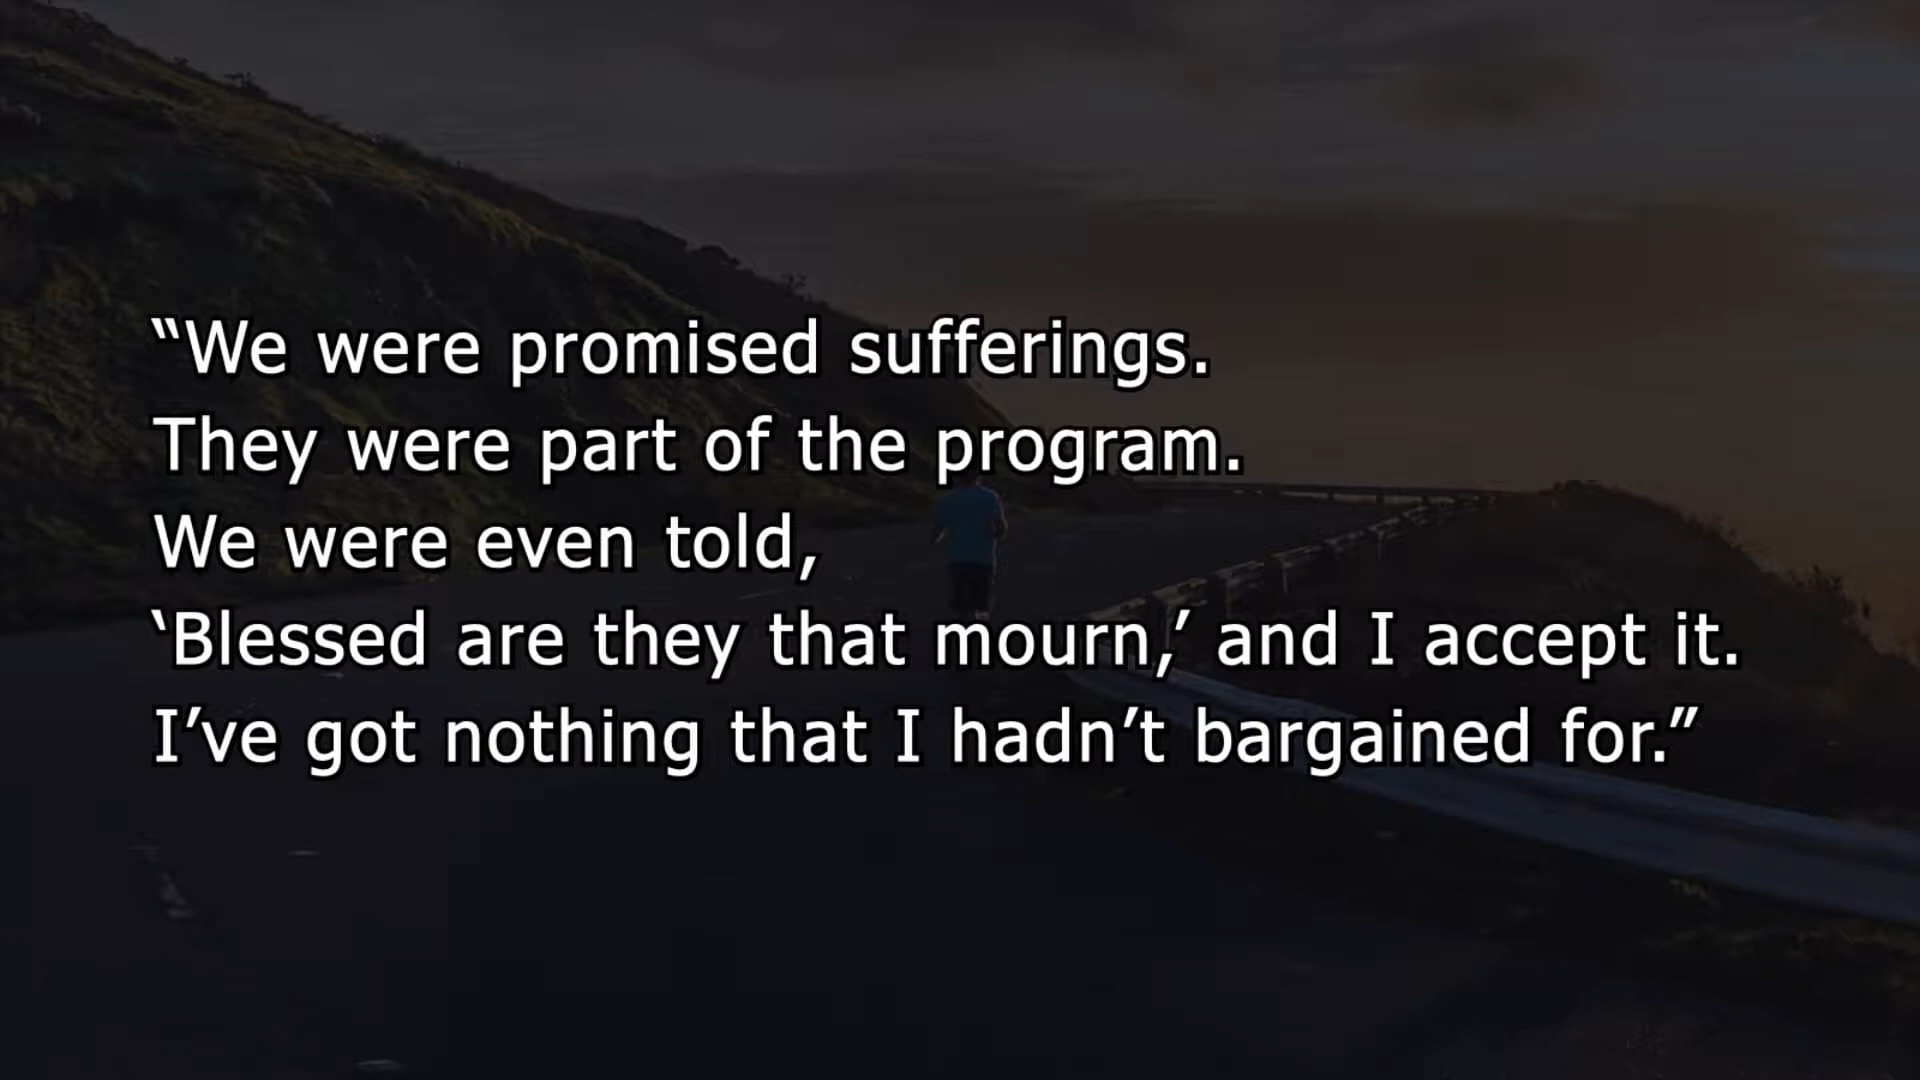 “We were promised sufferings.
They were part of the program.
We were even told,
‘Blessed are they that mourn,’ and I accept it.
I’ve got nothing that I hadn’t bargained for.”